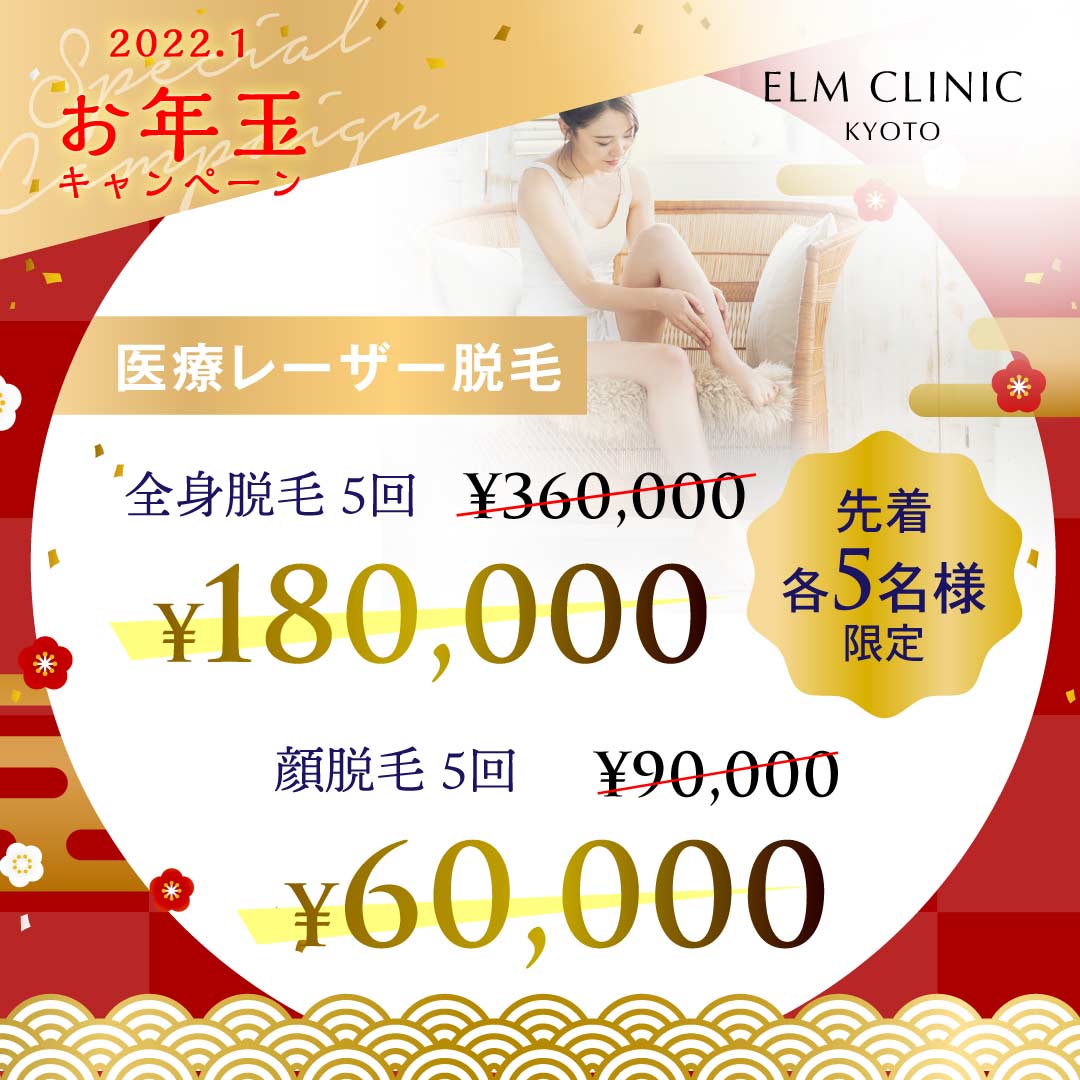 2022.1
Special
Campaign
お年玉
キャンペーン
ELM CLINIC
KYOTO
医療レーザー脱毛
全身脱毛 5回 ¥360,000
¥180,000
先着
各5名様
限定
顔脱毛 5回 ¥90,000
¥60,000